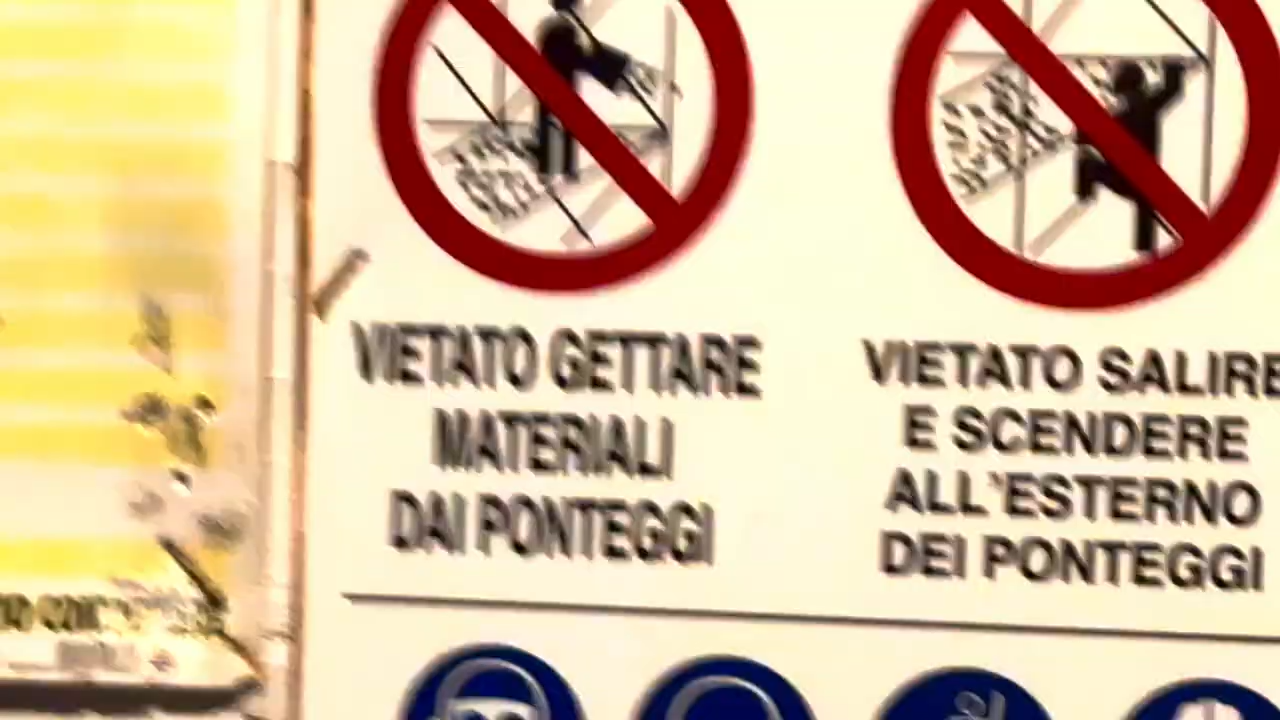 VIETATO GETTARE
MATERIALI
DAI PONTEGGI
VIETATO SALIRE
E SCENDERE
ALL'ESTERNO
DEI PONTEGGI